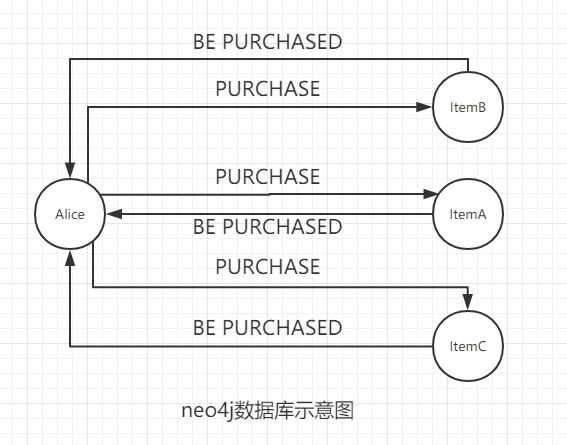 BE PURCHASED
PURCHASE
ItemB
PURCHASE
Alice
ItemA
BE PURCHASED
PURCHASE
BE PURCHASED
ItemC
neo4j数据库示意图